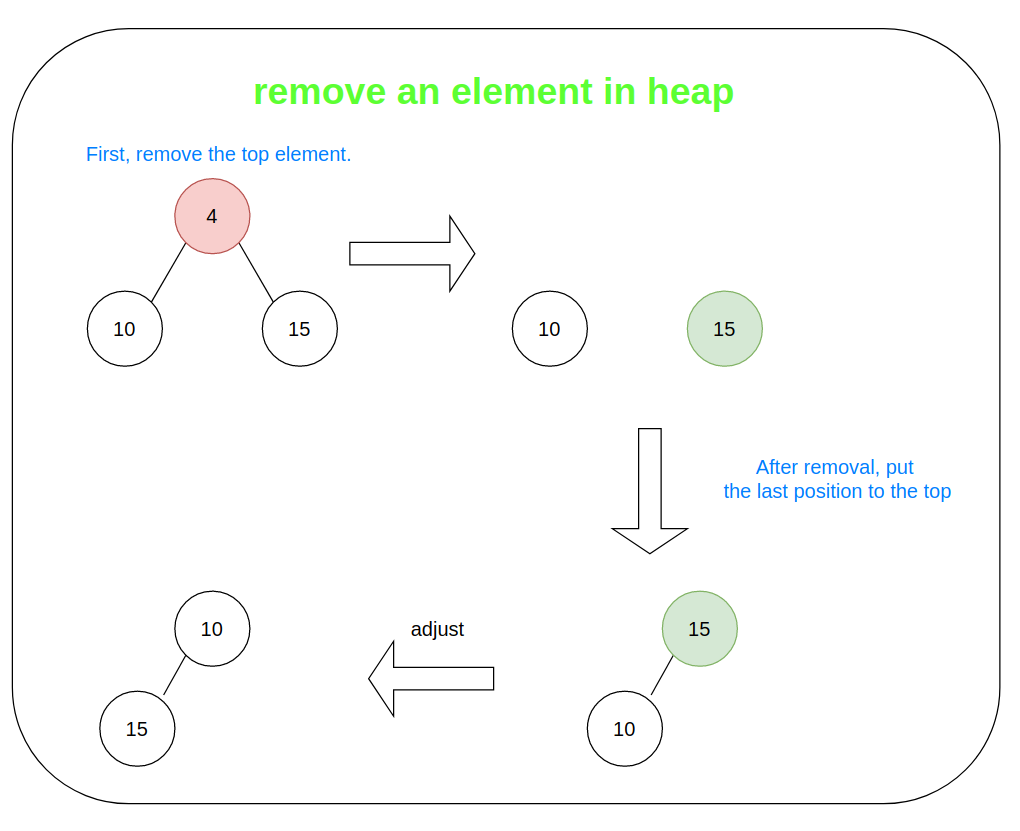 remove an element in heap
First, remove the top element.
4
10
15
10
15
After removal, put
the last position to the top
10
adjust
15
15
10